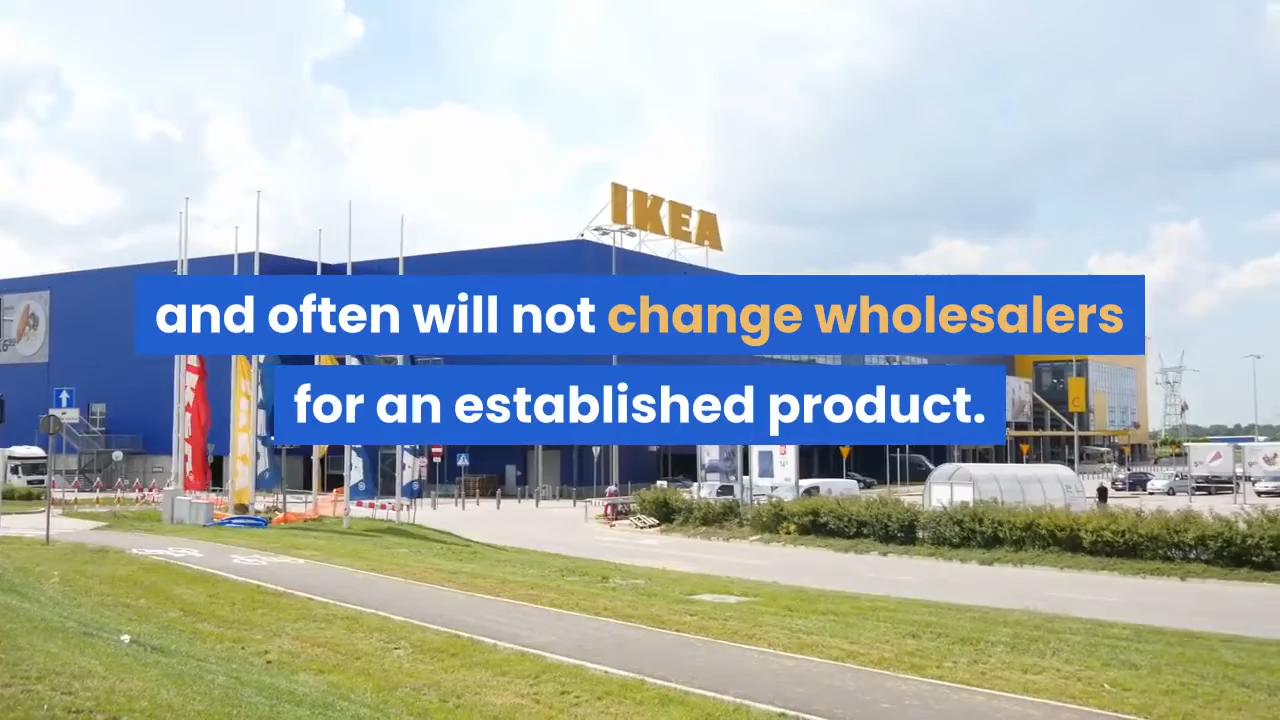 IKEA
and often will not change wholesalers
for an established product.
C